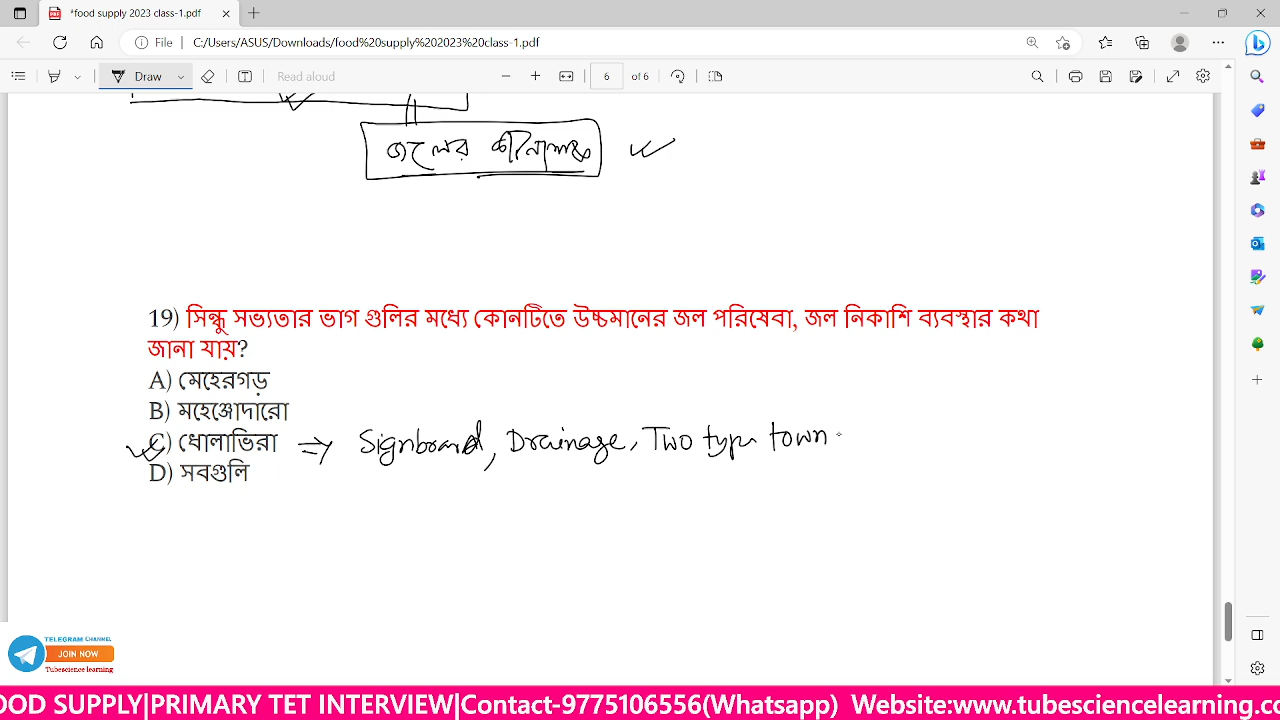 *food supply 2023 class-1.pdf
File C:/Users/ASUS/Downloads/food%20supply%202023%20class-1.pdf
Draw Read aloud 6 of 6
জলের
19) সিন্ধু সভ্যতার ভাগ গুলির মধ্যে কোনটিতে উচ্চমানের জল পরিষেবা, জল নিকাশি ব্যবস্থার কথা
জানা যায়?
A) মেহেরগড়
B) মহেঞ্জোদারো
C) ধোলাভিরা ⇒ Signboard, Drainage, Two type town
D) সবগুলি
TELEGRAM CHANNEL
JOIN NOW
Tubescience learning
OOD SUPPLY|PRIMARY TET INTERVIEW|Contact-9775106556(Whatsapp) Website:www.tubesciencelearning.co